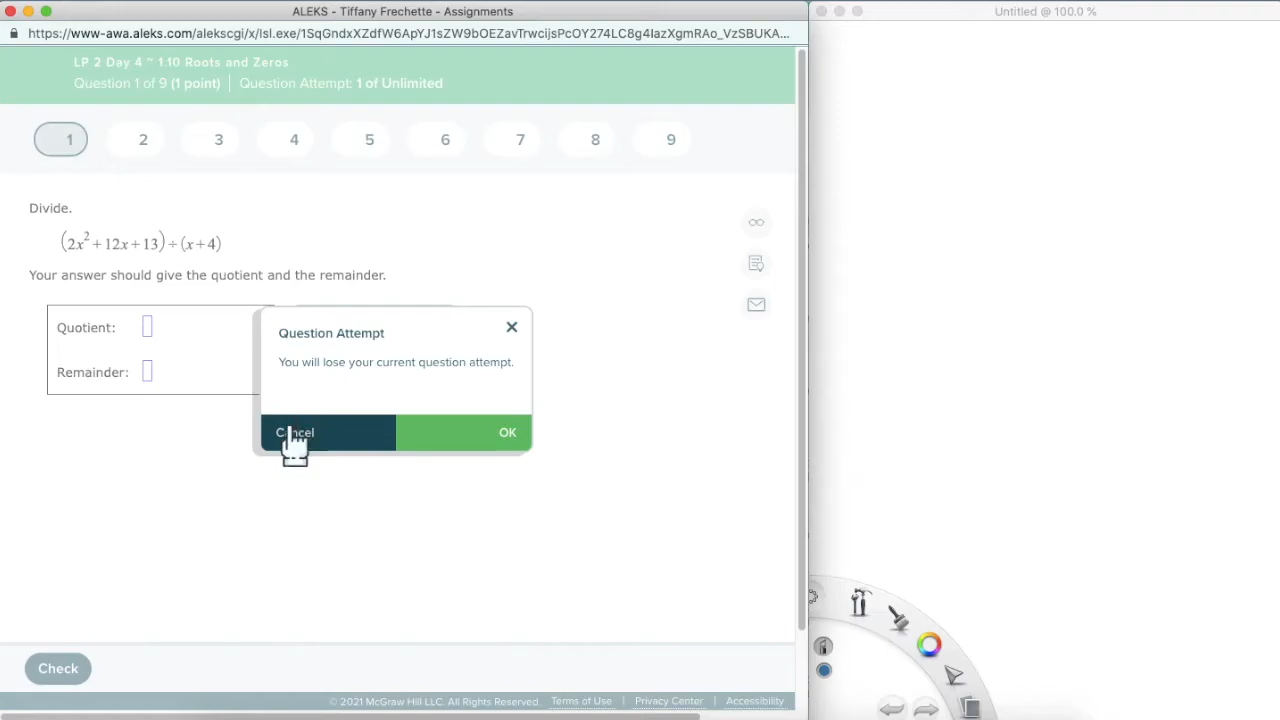 ALEKS - Tiffany Frechette - Assignments
Untitled @ 100.0 %
https://www-awa.aleks.com/alekscgi/x/Isl.exe/1SqGndxXZdfW6ApYJ1sZW9bOEZavTrwcijsPcOY274LC8g4IazXgmRAo_VzSBUKA...
LP 2 Day 4 ~ 1.10 Roots and Zeros
Question 1 of 9 (1 point) | Question Attempt: 1 of Unlimited
1 2 3 4 5 6 7 8 9
Divide.
(2x²+12x+13)÷(x+4)
Your answer should give the quotient and the remainder.
Quotient:
Remainder:
Question Attempt
You will lose your current question attempt.
Cancel OK
Check
© 2021 McGraw Hill LLC. All Rights Reserved. Terms of Use | Privacy Center | Accessibility